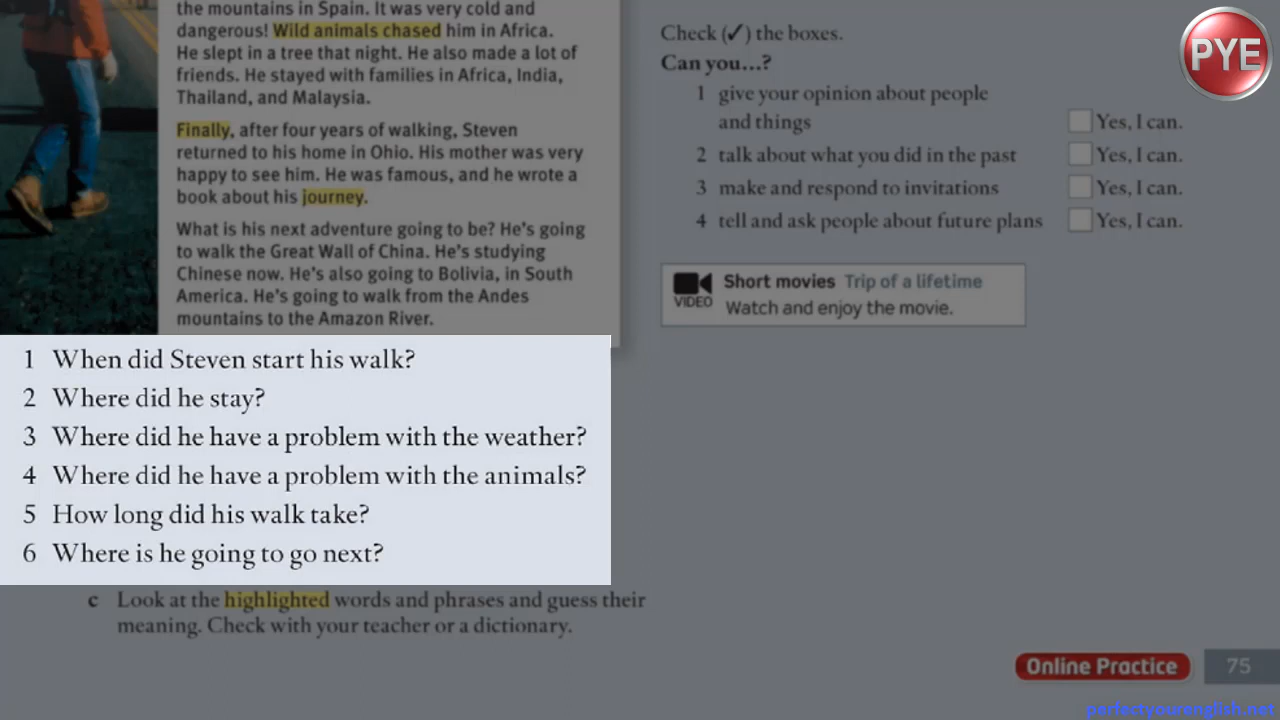 the mountains in Spain. It was very cold and
dangerous! Wild animals chased him in Africa.
He slept in a tree that night. He also made a lot of
friends. He stayed with families in Africa, India,
Thailand, and Malaysia.
Finally, after four years of walking, Steven
returned to his home in Ohio. His mother was very
happy to see him. He was famous, and he wrote a
book about his journey.
What is his next adventure going to be? He's going
to walk the Great Wall of China. He's studying
Chinese now. He's also going to Bolivia, in South
America. He's going to walk from the Andes
mountains to the Amazon River.
1 When did Steven start his walk?
2 Where did he stay?
3 Where did he have a problem with the weather?
4 Where did he have a problem with the animals?
5 How long did his walk take?
6 Where is he going to go next?
c Look at the highlighted words and phrases and guess their
meaning. Check with your teacher or a dictionary.
Check (✓) the boxes.
Can you...?
1 give your opinion about people
and things Yes, I can.
2 talk about what you did in the past Yes, I can.
3 make and respond to invitations Yes, I can.
4 tell and ask people about future plans Yes, I can.
VIDEO
Short movies Trip of a lifetime
Watch and enjoy the movie.
PYE
Online Practice 75
perfectyourenglish.net